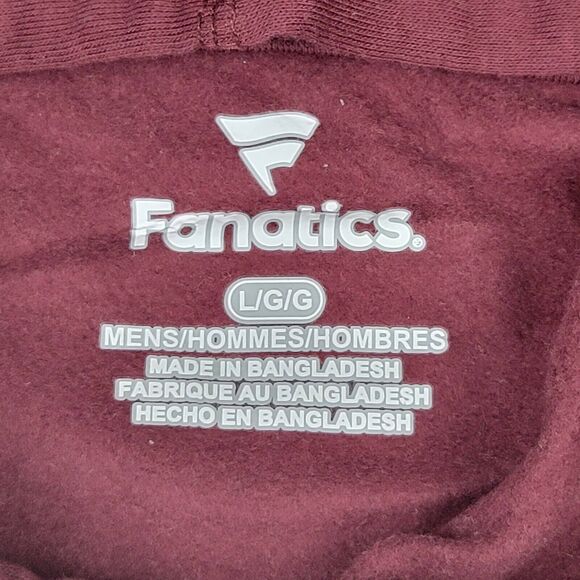 Fanatics.®
L/G/G
MENS/HOMMES/HOMBRES
MADE IN BANGLADESH
FABRIQUE AU BANGLADESH
HECHO EN BANGLADESH